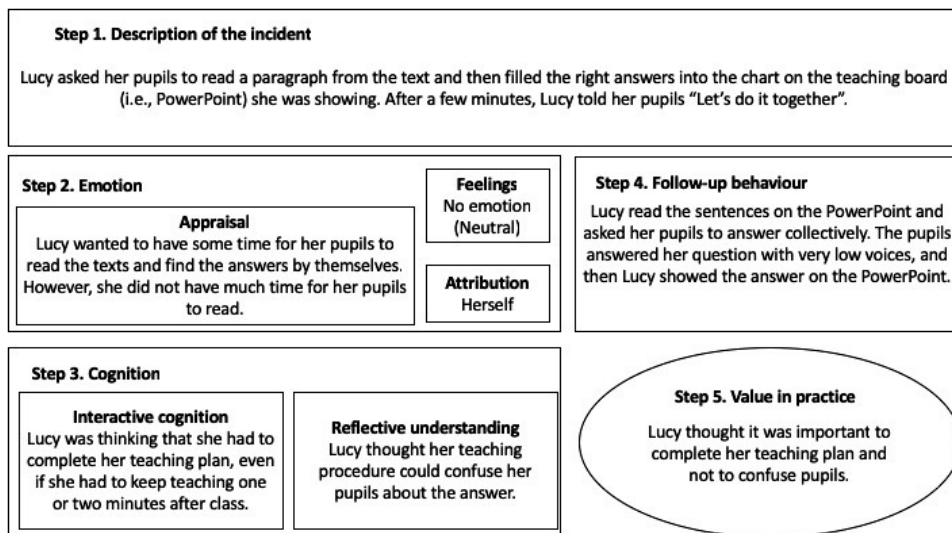 Step 1. Description of the incident
Lucy asked her pupils to read a paragraph from the text and then filled the right answers into the chart on the teaching board
(i.e., PowerPoint) she was showing. After a few minutes, Lucy told her pupils “Let’s do it together”.
Step 2. Emotion
Appraisal
Lucy wanted to have some time for her pupils to
read the texts and find the answers by themselves.
However, she did not have much time for her pupils
to read.
Feelings
No emotion
(Neutral)
Attribution
Herself
Step 4. Follow-up behaviour
Lucy read the sentences on the PowerPoint and
asked her pupils to answer collectively. The pupils
answered her question with very low voices, and
then Lucy showed the answer on the PowerPoint.
Step 3. Cognition
Interactive cognition
Lucy was thinking that she had to
complete her teaching plan, even
if she had to keep teaching one
or two minutes after class.
Reflective understanding
Lucy thought her teaching
procedure could confuse her
pupils about the answer.
Step 5. Value in practice
Lucy thought it was important to
complete her teaching plan and
not to confuse pupils.